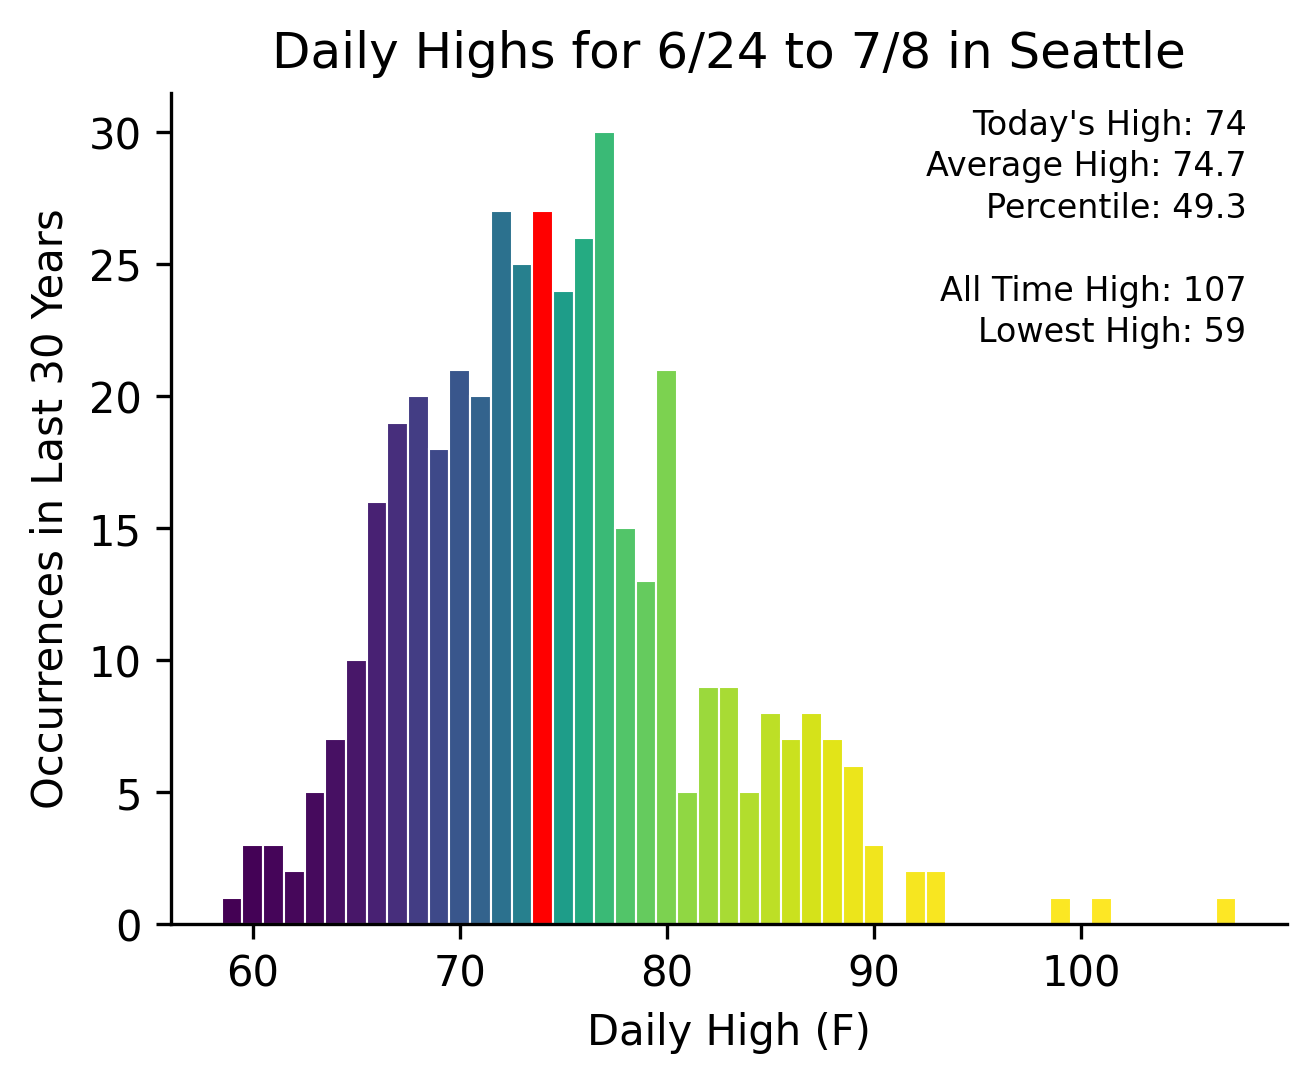 Daily Highs for 6/24 to 7/8 in Seattle
Today's High: 74
Average High: 74.7
Percentile: 49.3
All Time High: 107
Lowest High: 59
Occurrences in Last 30 Years
30
25
20
15
10
5
0
60 70 80 90 100
Daily High (F)